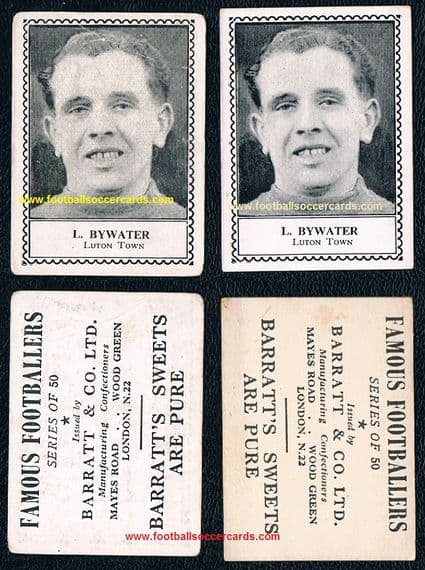 www.footballsoccercards.com
L. BYWATER
LUTON TOWN
www.footballsoccercards.com
L. BYWATER
LUTON TOWN
FAMOUS FOOTBALLERS
SERIES OF 50
★
Issued by
BARRATT & CO. LTD.
Manufacturing Confectioners
MAYES ROAD . . WOOD GREEN
LONDON, N.22
BARRATT'S SWEETS
ARE PURE
FAMOUS FOOTBALLERS
SERIES OF 50
★
Issued by
BARRATT & CO. LTD.
Manufacturing Confectioners
MAYES ROAD . . WOOD GREEN
LONDON, N.22
BARRATT'S SWEETS
ARE PURE
www.footballsoccercards.com